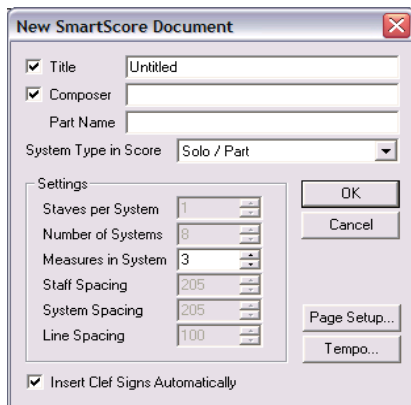 New SmartScore Document
Title Untitled
Composer
Part Name
System Type in Score Solo / Part
Settings
Staves per System 1
Number of Systems 8
Measures in System 3
Staff Spacing 205
System Spacing 205
Line Spacing 100
OK
Cancel
Page Setup...
Tempo...
Insert Clef Signs Automatically